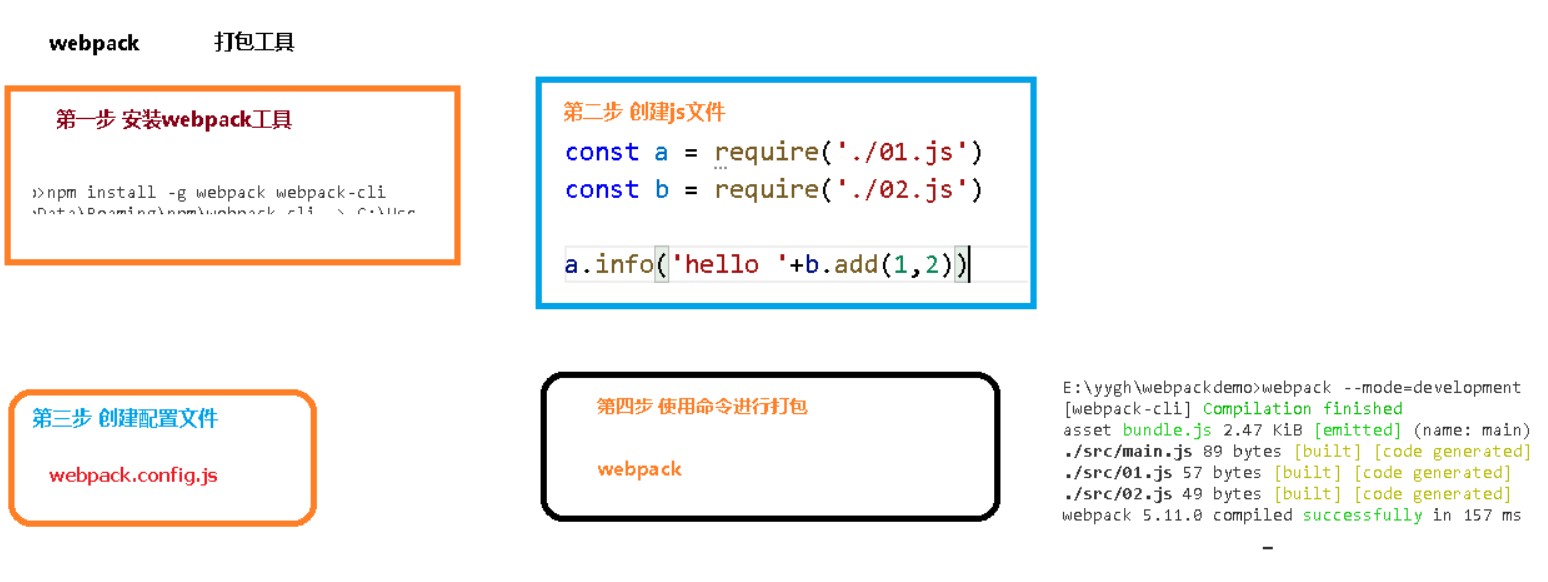 webpack 打包工具
第一步 安装webpack工具
>npm install -g webpack webpack-cli
第二步 创建js文件
const a = require('./01.js')
const b = require('./02.js')
a.info('hello '+b.add(1,2))
第三步 创建配置文件
webpack.config.js
第四步 使用命令进行打包
webpack
E:\yygh\webpackdemo>webpack --mode=development
[webpack-cli] Compilation finished
asset bundle.js 2.47 KiB [emitted] (name: main)
./src/main.js 89 bytes [built] [code generated]
./src/01.js 57 bytes [built] [code generated]
./src/02.js 49 bytes [built] [code generated]
webpack 5.11.0 compiled successfully in 157 ms